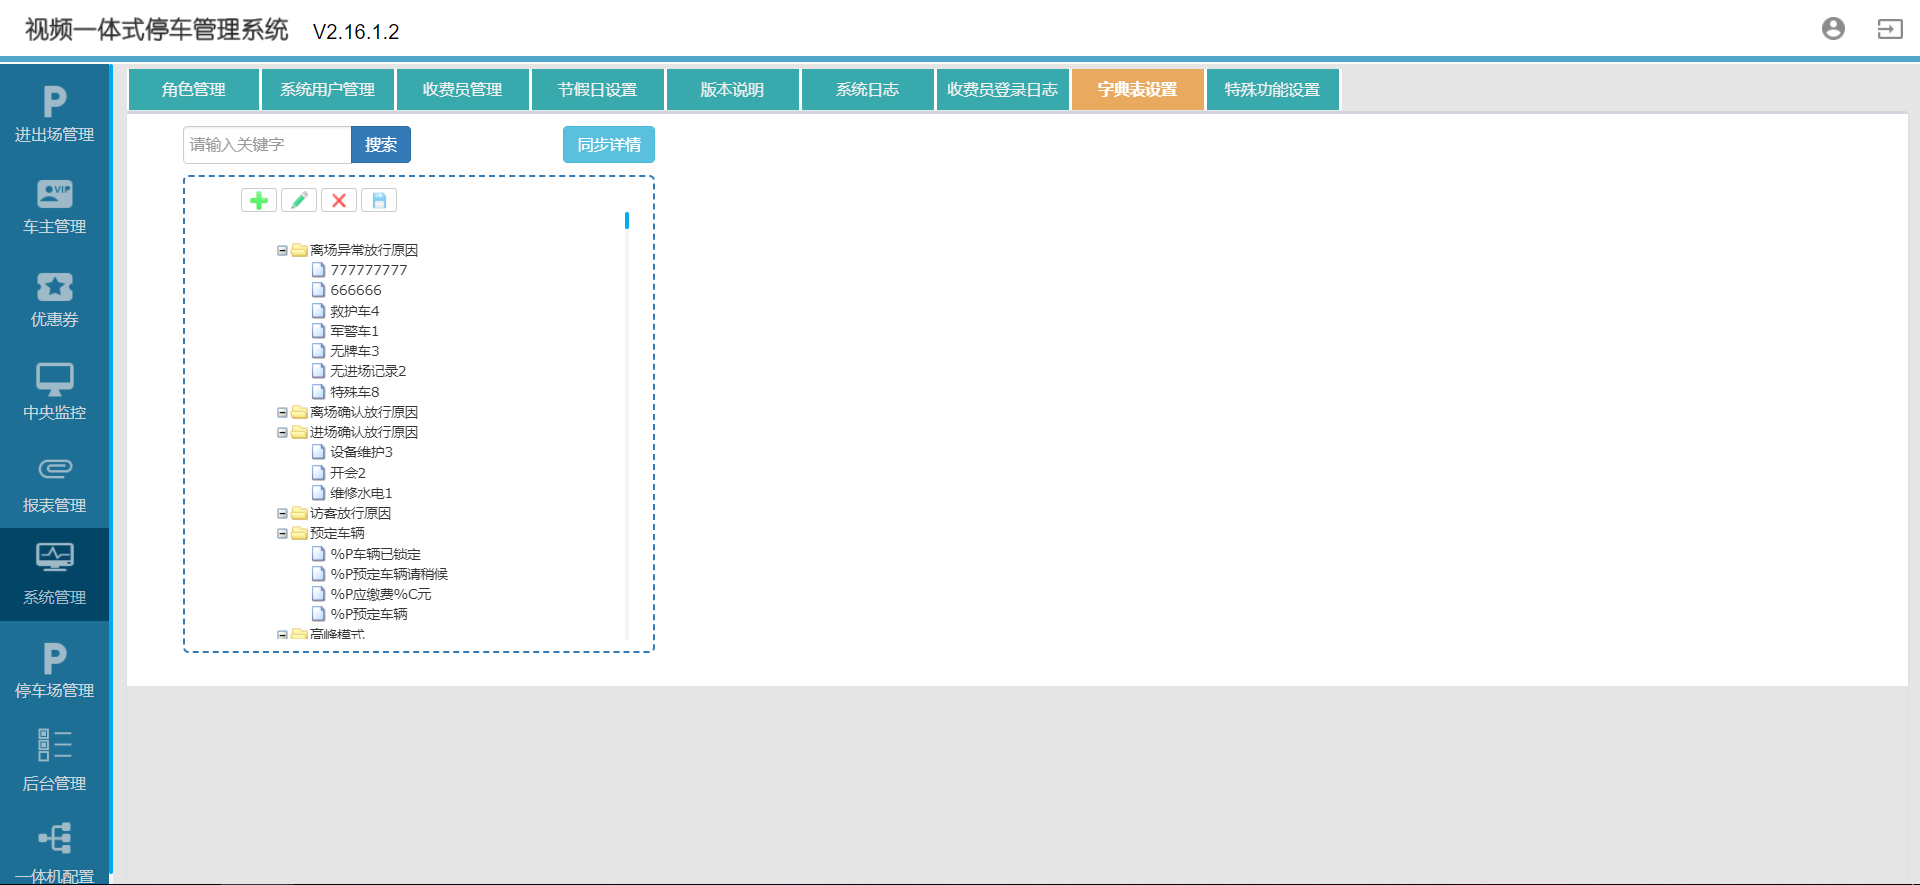 视频一体式停车管理系统 V2.16.1.2
角色管理 系统用户管理 收费员管理 节假日设置 版本说明 系统日志 收费员登录日志 字典表设置 特殊功能设置
进出场管理
车主管理
VIP
优惠券
中央监控
报表管理
系统管理
停车场管理
后台管理
一体机配置
请输入关键字 搜索 同步详情
离场异常放行原因
777777777
666666
救护车4
军警车1
无牌车3
无进场记录2
特殊车8
离场确认放行原因
进场确认放行原因
设备维护3
开会2
维修水电1
访客放行原因
预定车辆
%P车辆已锁定
%P预定车辆请稍候
%P应缴费%C元
%P预定车辆
高峰模式